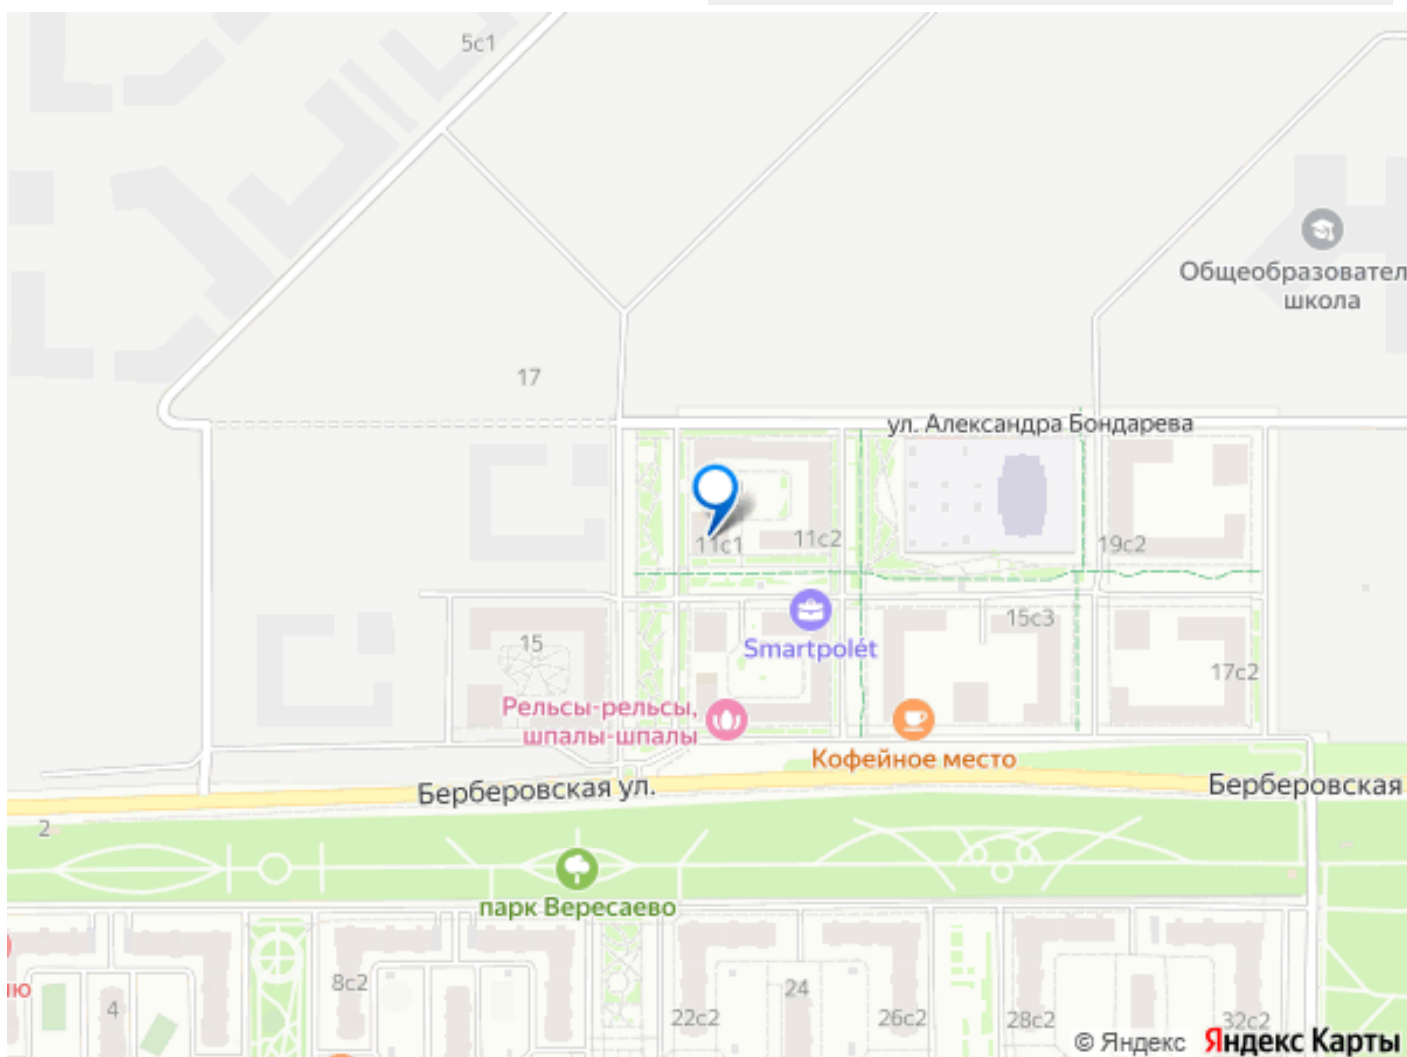 5с1
Общеобразовател
школа
17
ул. Александра Бондарева
11с1
11с2
19с2
15
Smartpolét
15с3
17с2
Рельсы-рельсы,
шпалы-шпалы
Кофейное место
Берберовская ул.
Берберовская
2
парк Вересаево
ю
4
8с2
24
22с2
26с2
28с2
32с2
© Яндекс Яндекс Карты